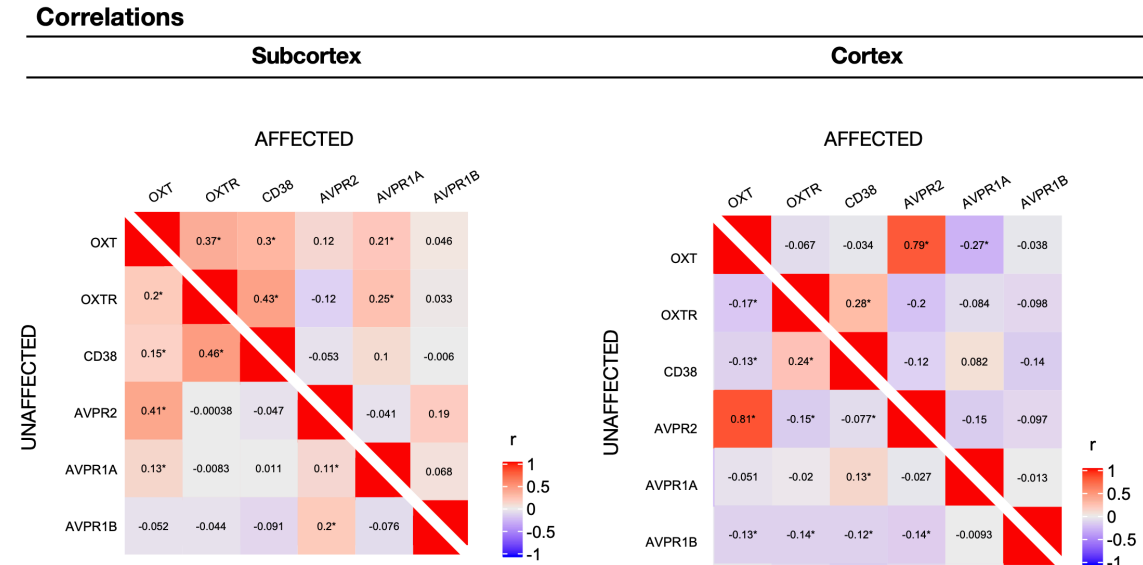 Correlations
Subcortex Cortex
AFFECTED AFFECTED
OXT OXTR CD38 AVPR2 AVPR1A AVPR1B OXT OXTR CD38 AVPR2 AVPR1A AVPR1B
UNAFFECTED
OXT 0.37* 0.3* 0.12 0.21* 0.046
OXTR 0.2* 0.43* -0.12 0.25* 0.033
CD38 0.15* 0.46* -0.053 0.1 -0.006
AVPR2 0.41* -0.00038 -0.047 -0.041 0.19
AVPR1A 0.13* -0.0083 0.011 0.11* 0.068
AVPR1B -0.052 -0.044 -0.091 0.2* -0.076
r
1
0.5
0
-0.5
-1
UNAFFECTED
OXT -0.067 -0.034 0.79* -0.27* -0.038
OXTR -0.17* 0.28* -0.2 -0.084 -0.098
CD38 -0.13* 0.24* -0.12 0.082 -0.14
AVPR2 0.81* -0.15* -0.077* -0.15 -0.097
AVPR1A -0.051 -0.02 0.13* -0.027 -0.013
AVPR1B -0.13* -0.14* -0.12* -0.14* -0.0093
r
1
0.5
0
-0.5
-1